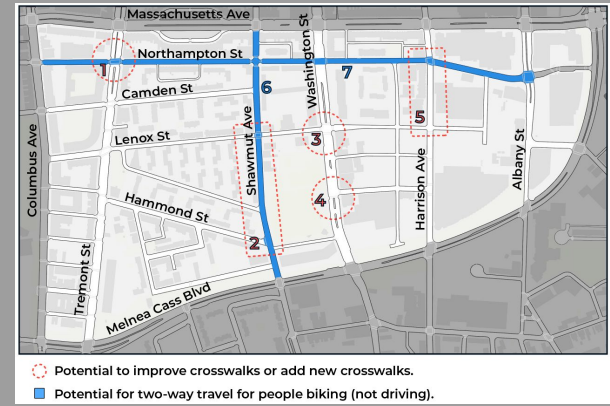 Massachusetts Ave
Northampton St
1
7
Camden St
6
Washington St
5
Lenox St
3
Columbus Ave
Shawmut Ave
Harrison Ave
Albany St
4
Hammond St
2
Tremont St
Melnea Cass Blvd
Potential to improve crosswalks or add new crosswalks.
Potential for two-way travel for people biking (not driving).